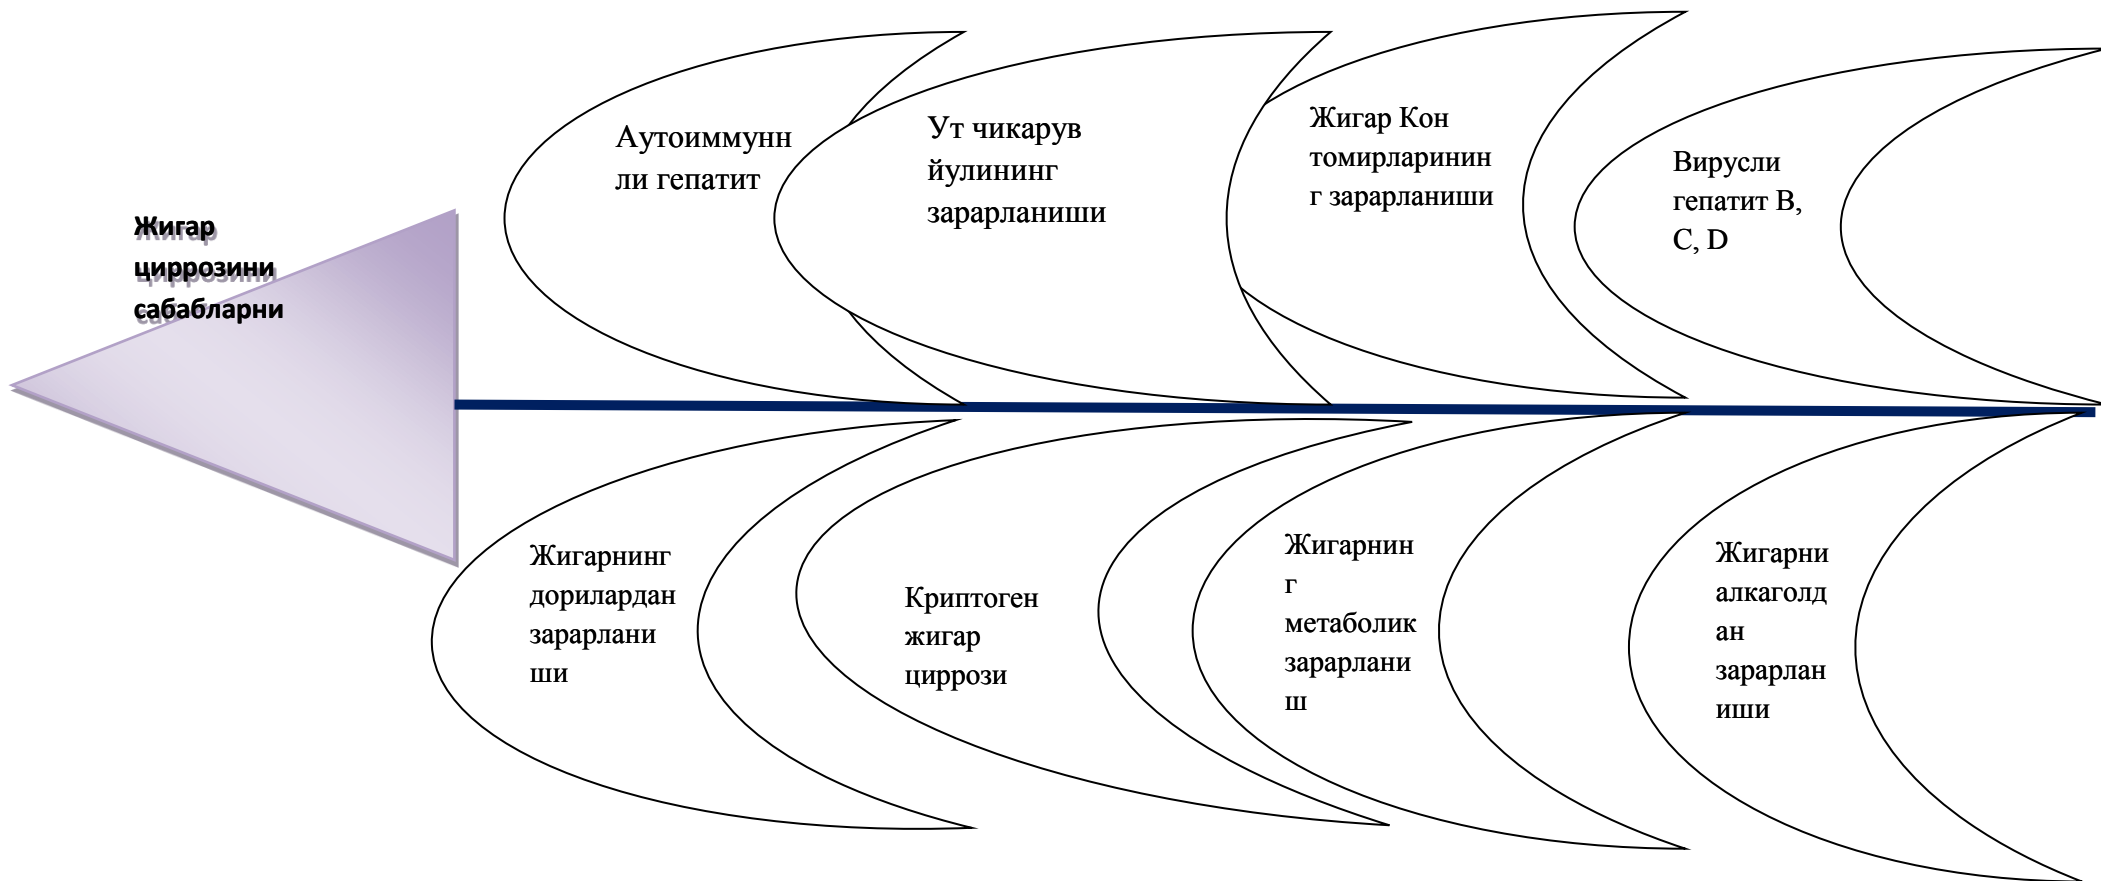 Жигар
циррозини
сабабларни
Аутоиммунн
ли гепатит
Ут чикарув
йулининг
зарарланиши
Жигар Кон
томирларинин
г зарарланиши
Вирусли
гепатит В,
С, D
Жигарнинг
дорилардан
зарарлани
ши
Криптоген
жигар
циррози
Жигарнин
г
метаболик
зарарлани
ш
Жигарни
алкаголд
ан
зарарлан
иши